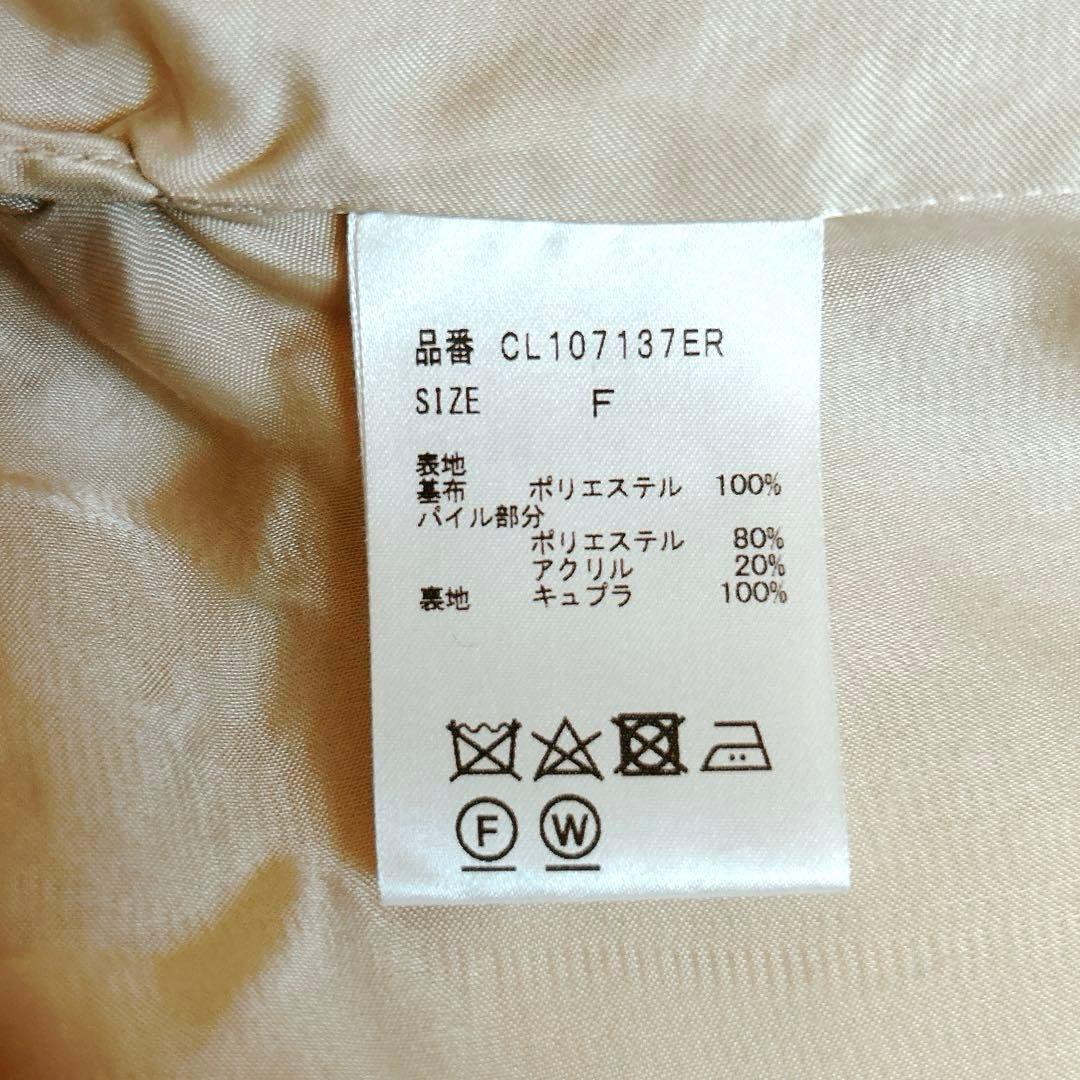 品番 CL107137ER
SIZE F
表地
基布 ポリエステル 100%
パイル部分
ポリエステル 80%
アクリル 20%
裏地 キュプラ 100%
F W